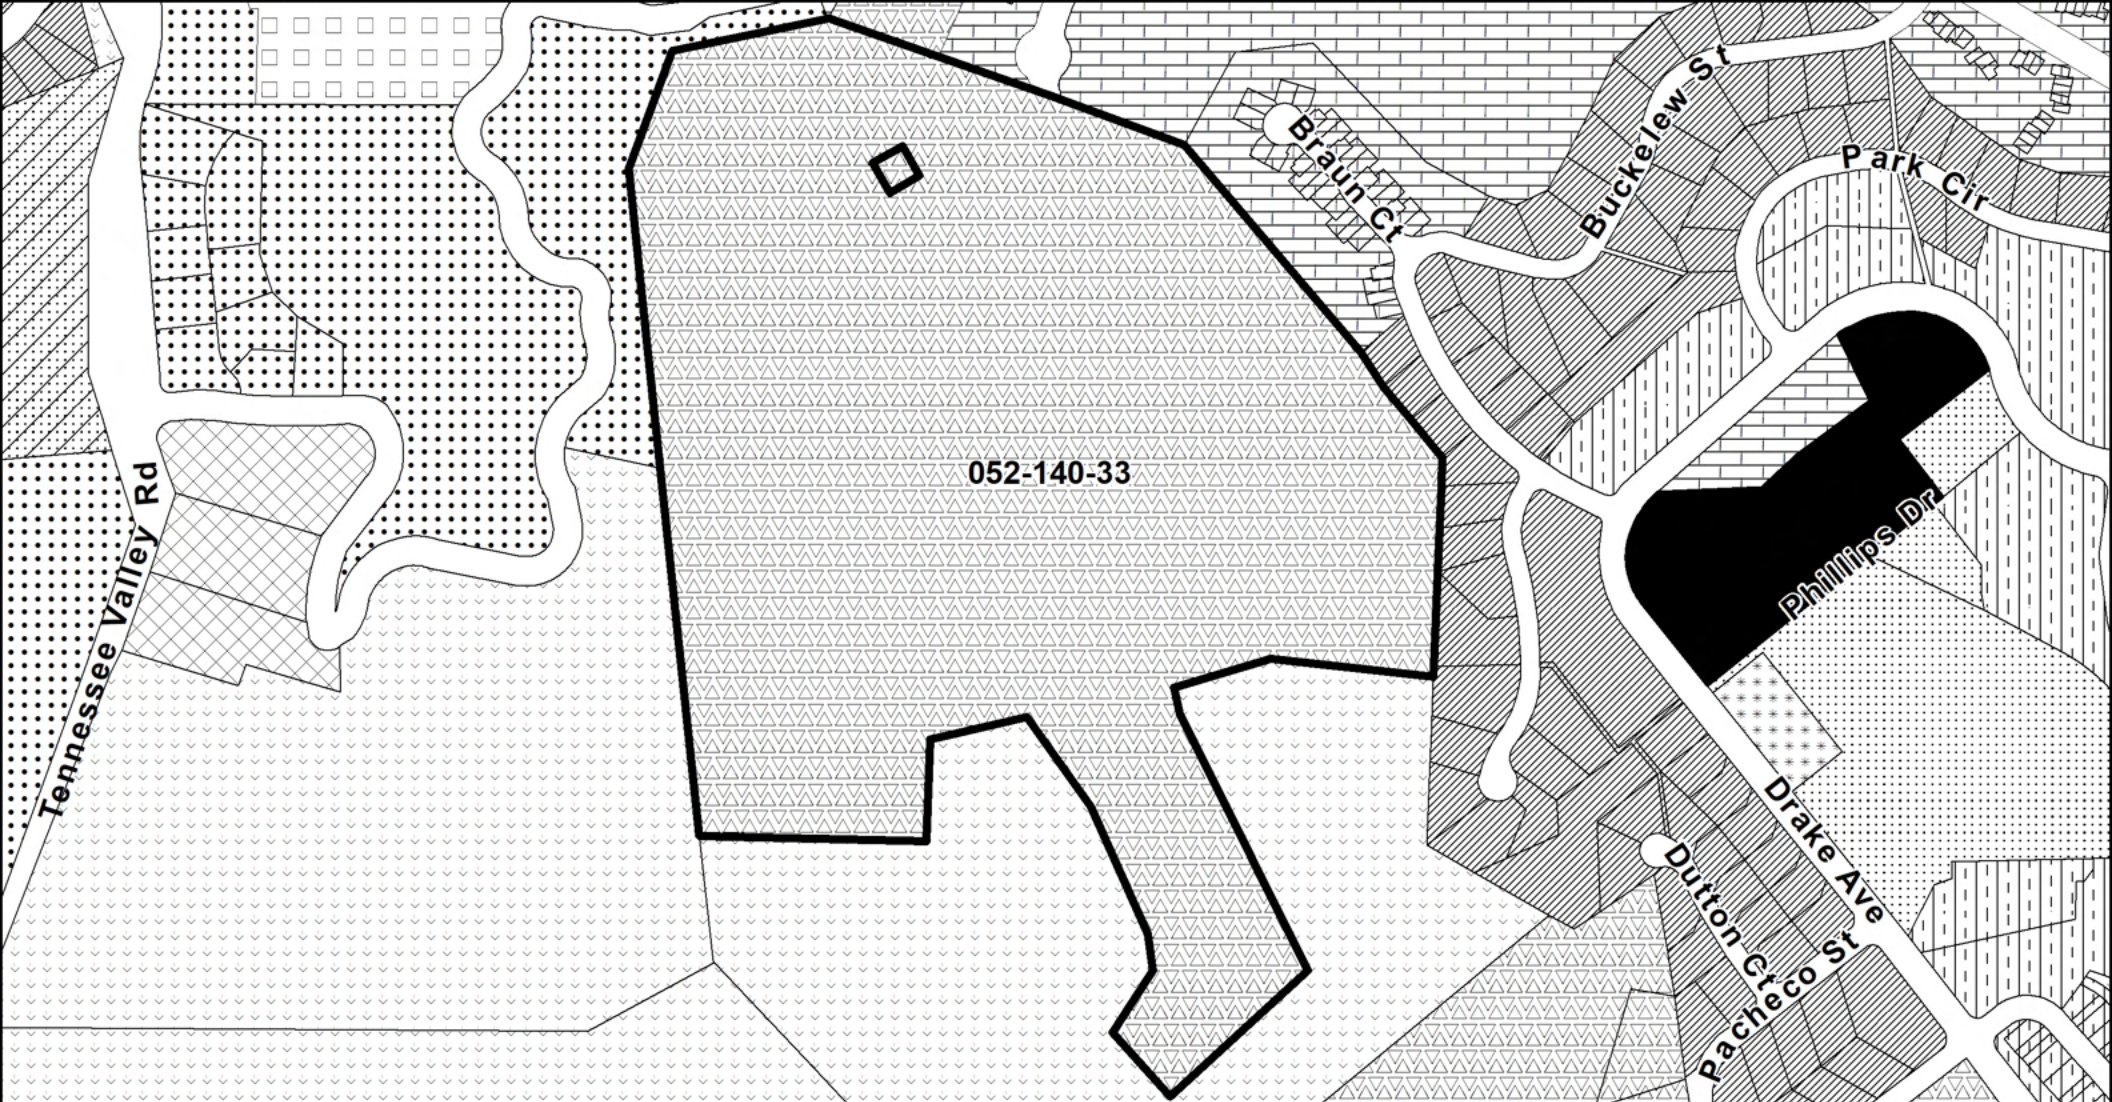 Buckelew St
Braun Ct
Park Cir
052-140-33
Tennessee Valley Rd
Phillips Dr
Drake Ave
Dutton Ct
Pacheco St